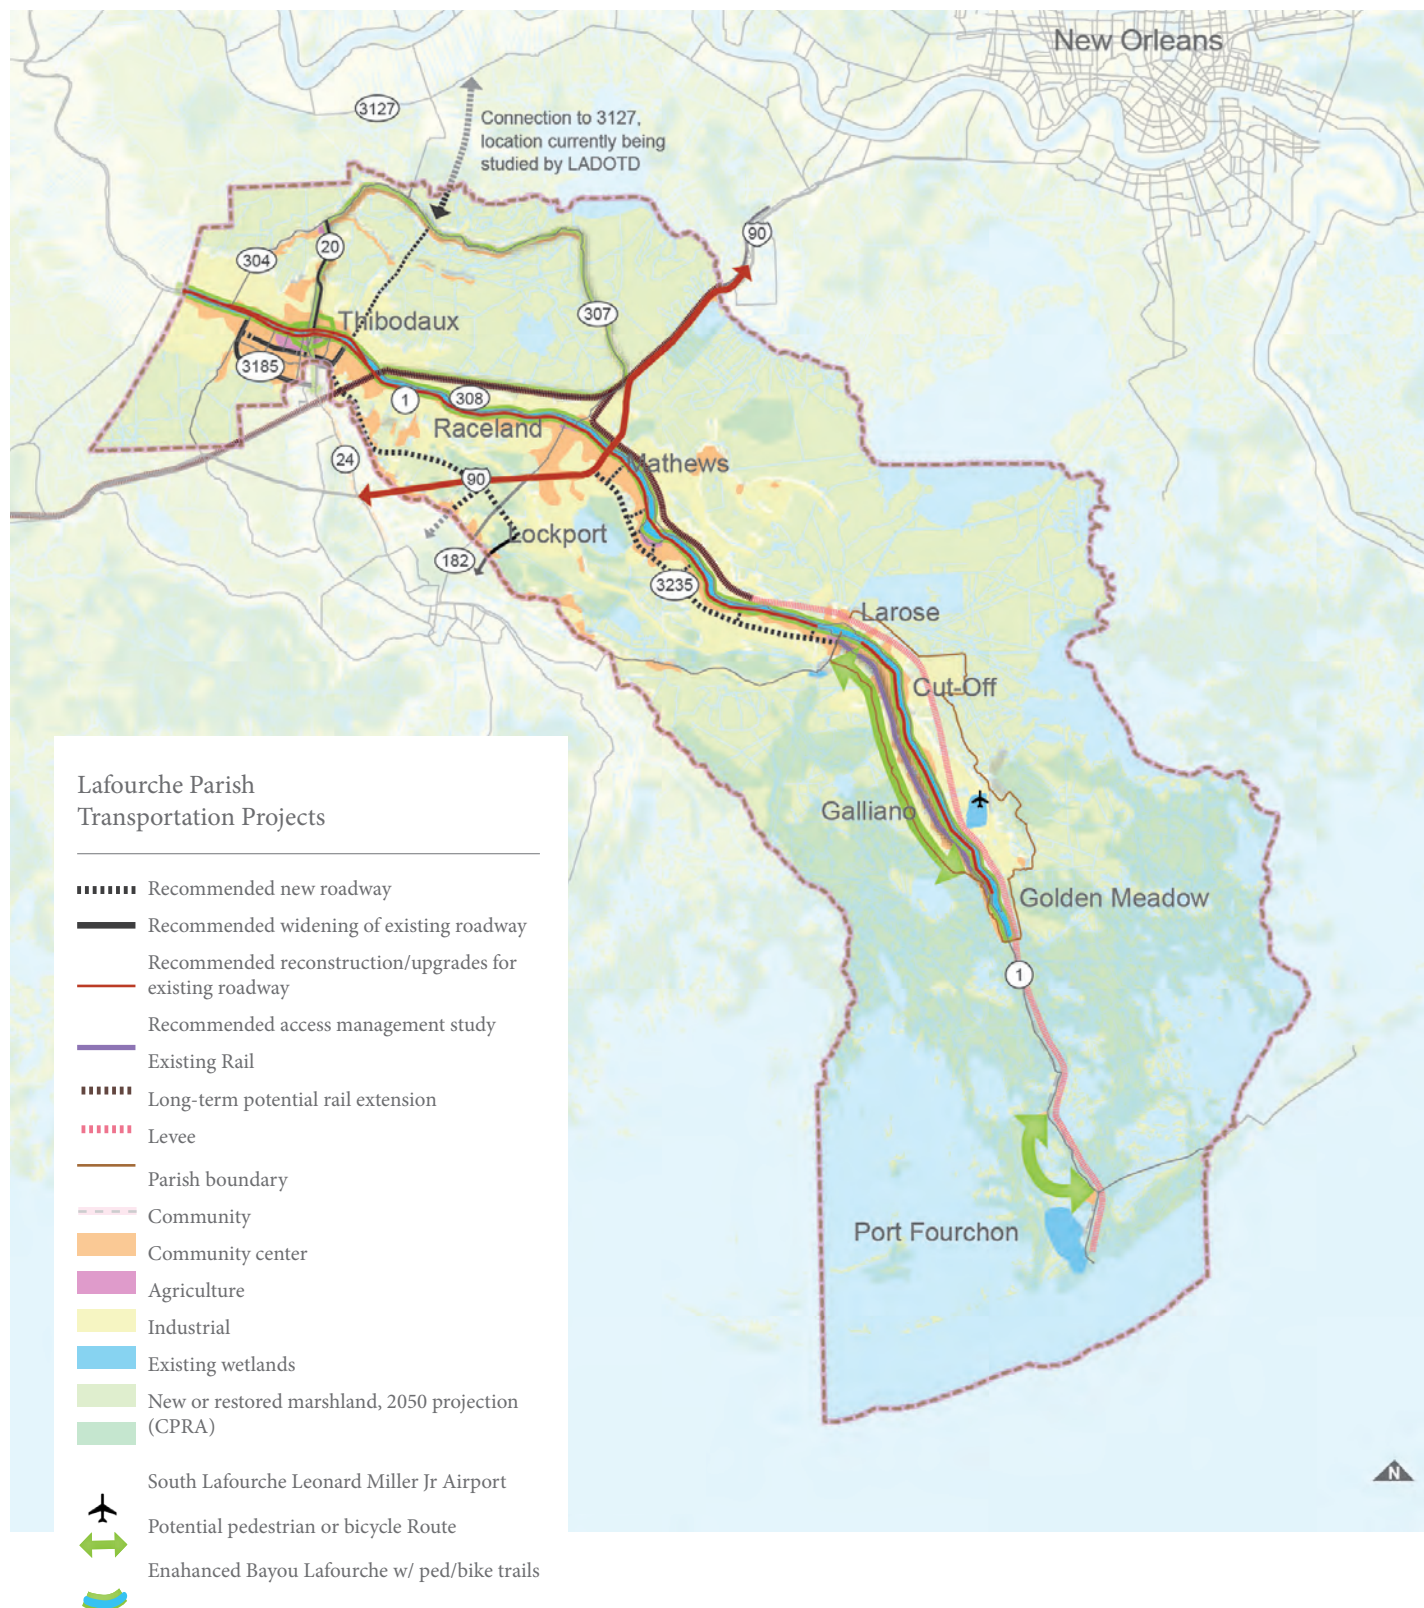 New Orleans
3127
Connection to 3127,
location currently being
studied by LADOTD
90
20
304
307
Thibodaux
3185
1
308
Raceland
24
Mathews
90
Lockport
182
3235
Larose
Cut-Off
Galliano
Golden Meadow
1
Port Fourchon
N
Lafourche Parish
Transportation Projects
Recommended new roadway
Recommended widening of existing roadway
Recommended reconstruction/upgrades for
existing roadway
Recommended access management study
Existing Rail
Long-term potential rail extension
Levee
Parish boundary
Community
Community center
Agriculture
Industrial
Existing wetlands
New or restored marshland, 2050 projection
(CPRA)
South Lafourche Leonard Miller Jr Airport
Potential pedestrian or bicycle Route
Enahanced Bayou Lafourche w/ ped/bike trails